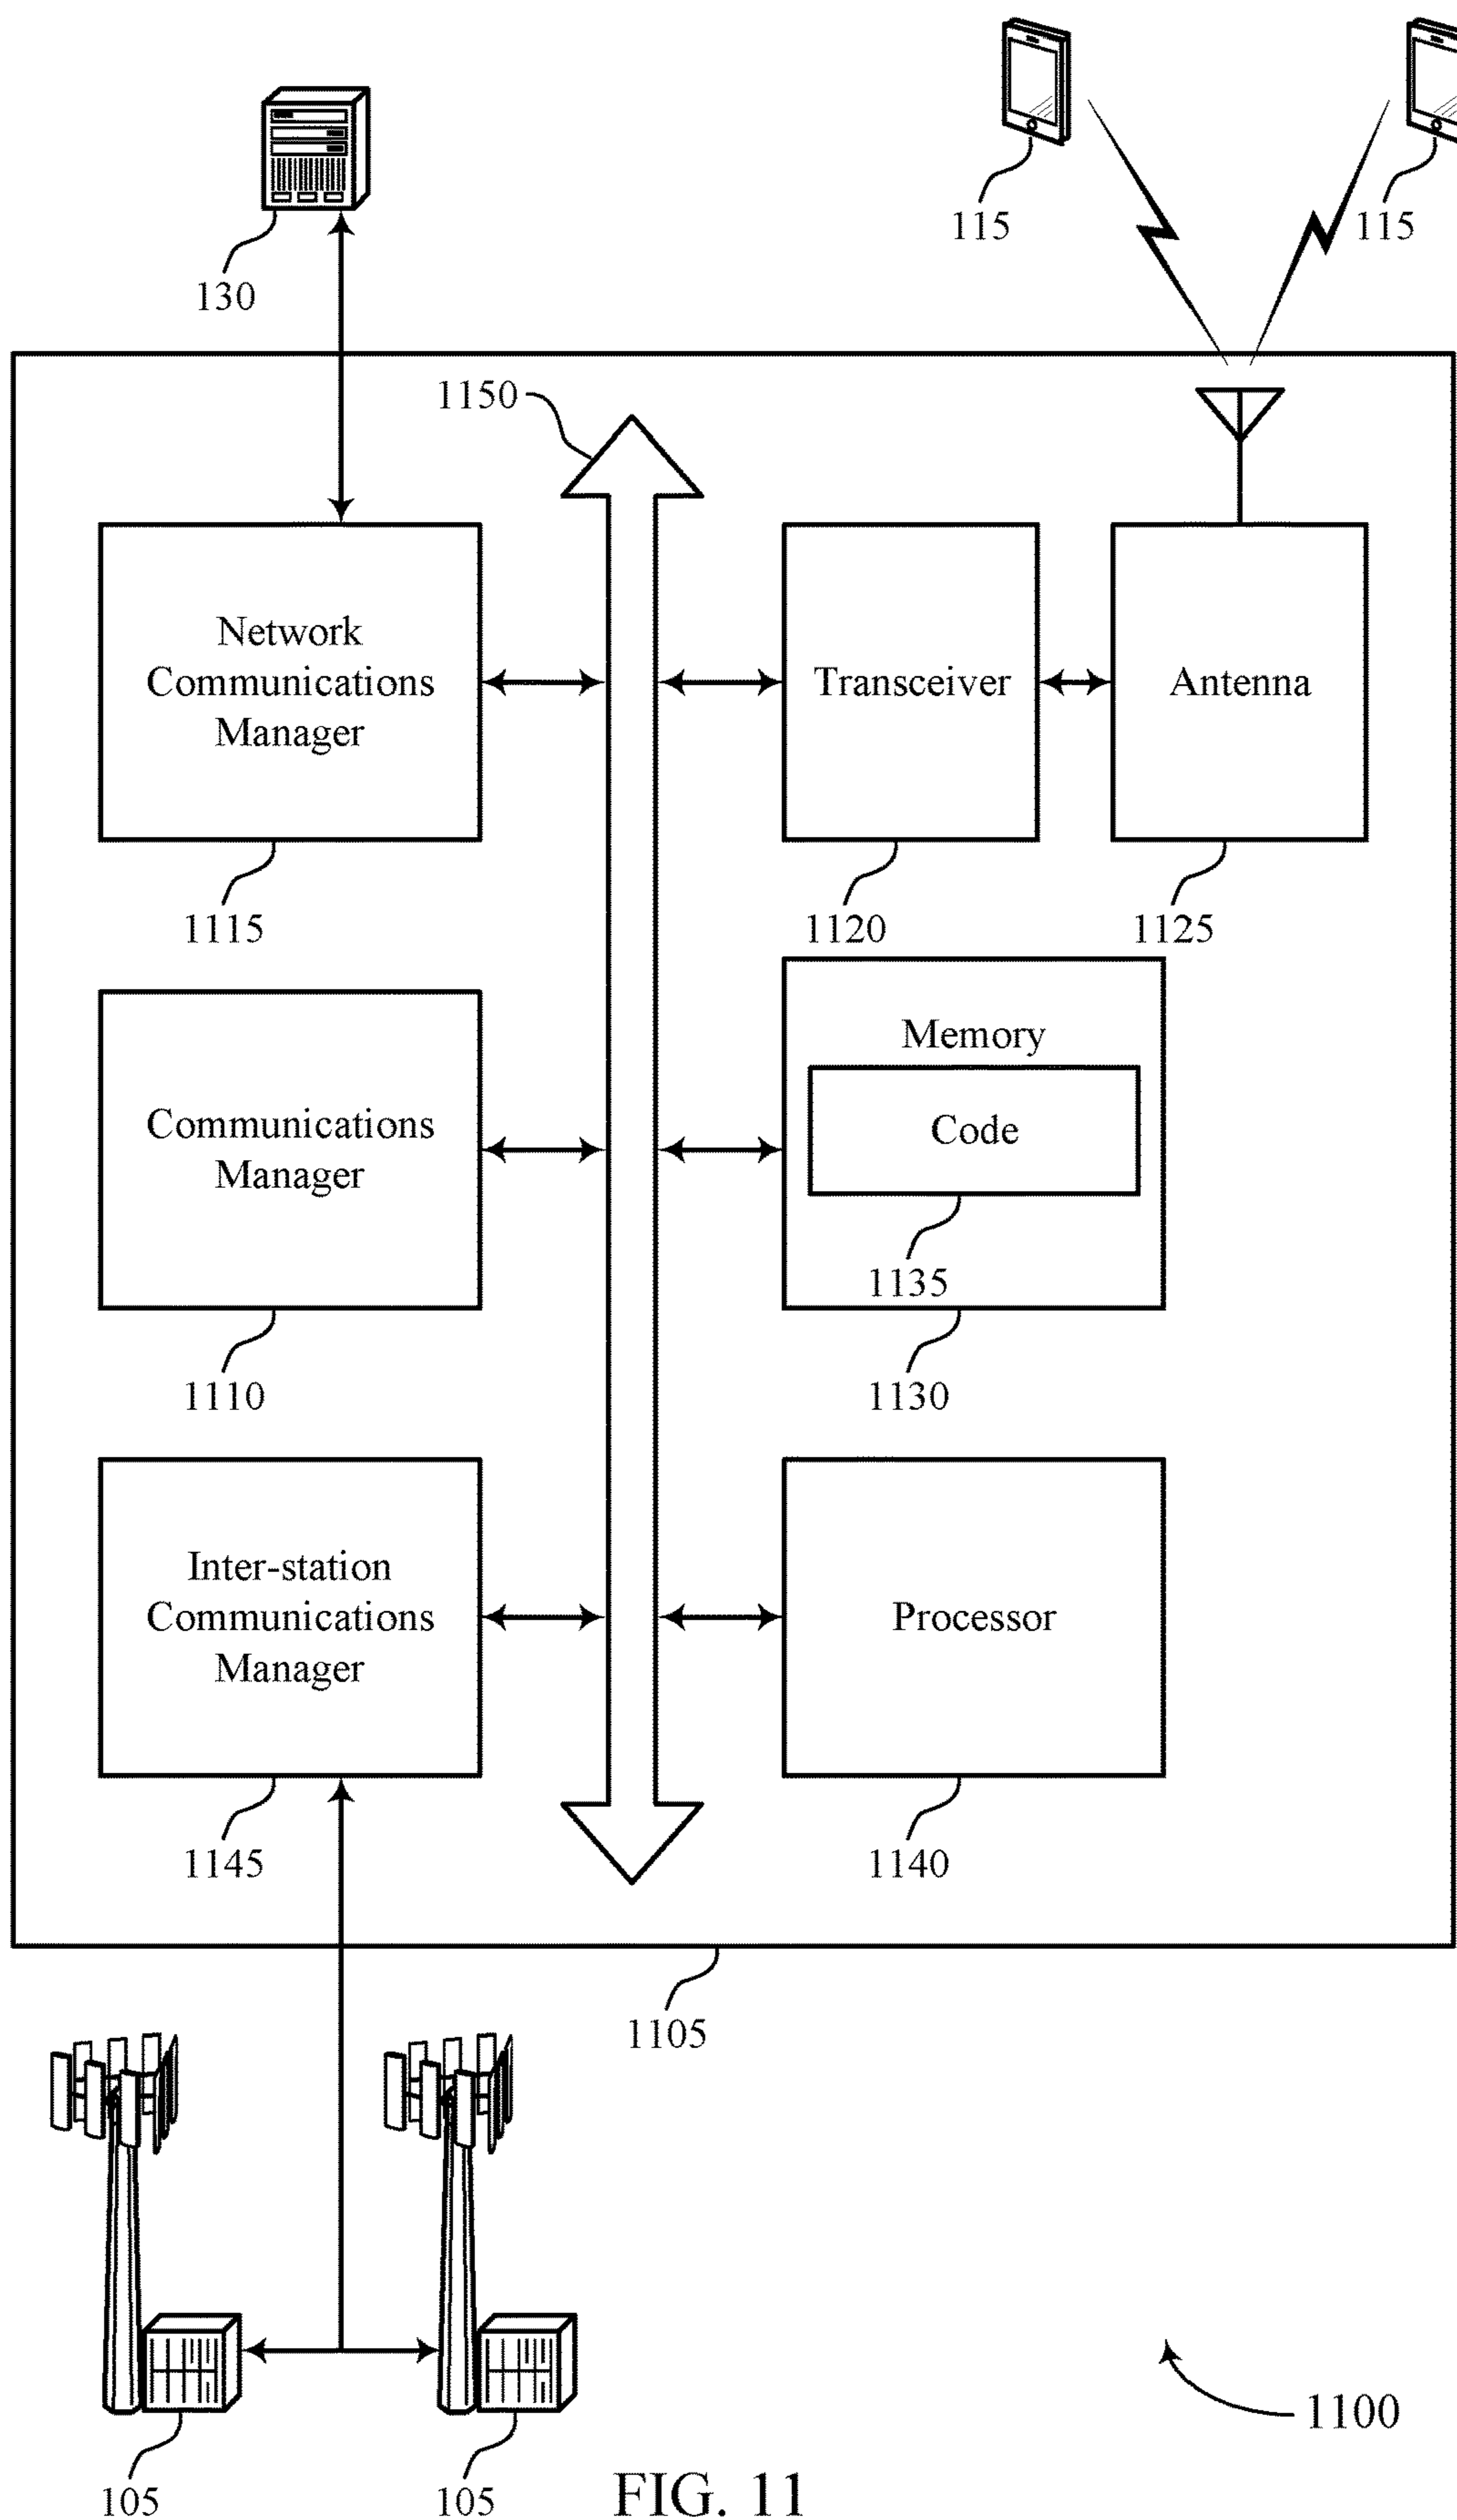 115
115
130
1150
Network
Communications
Manager
Transceiver
Antenna
1115
1120
1125
Memory
Code
Communications
Manager
1135
1110
1130
Inter-station
Communications
Manager
Processor
1145
1140
1105
1100
105
105
FIG. 11